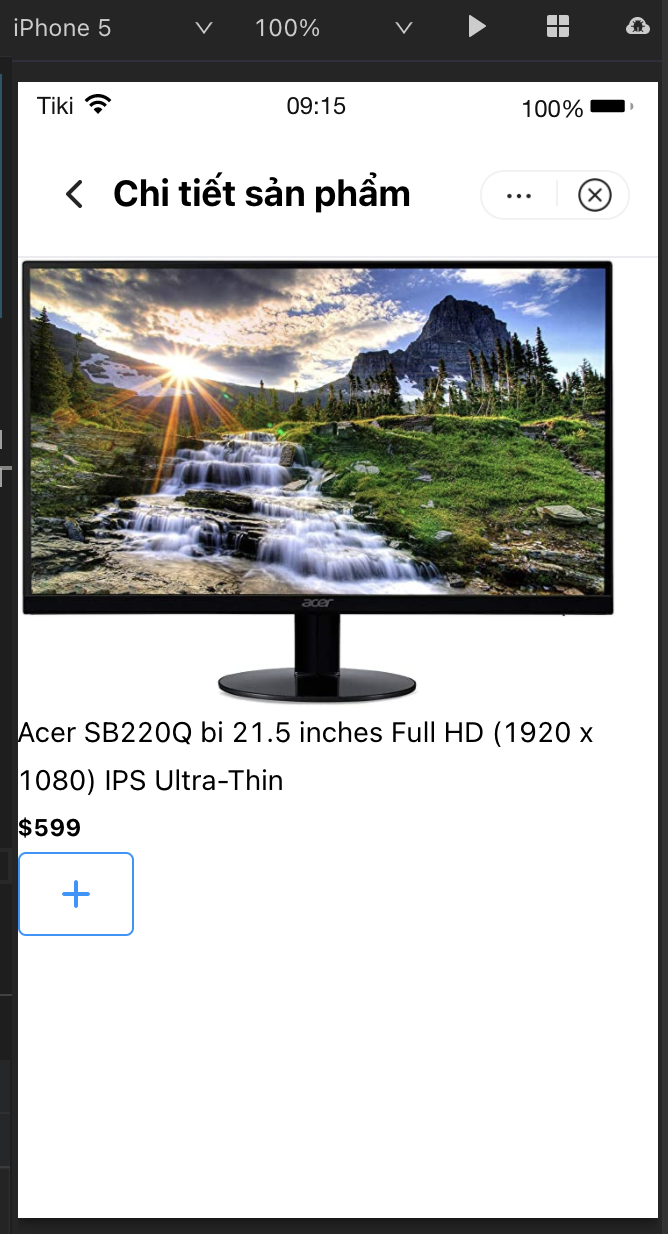 iPhone 5
100%
Tiki
09:15
100%
Chi tiết sản phẩm
acer
Acer SB220Q bi 21.5 inches Full HD (1920 x
1080) IPS Ultra-Thin
$599